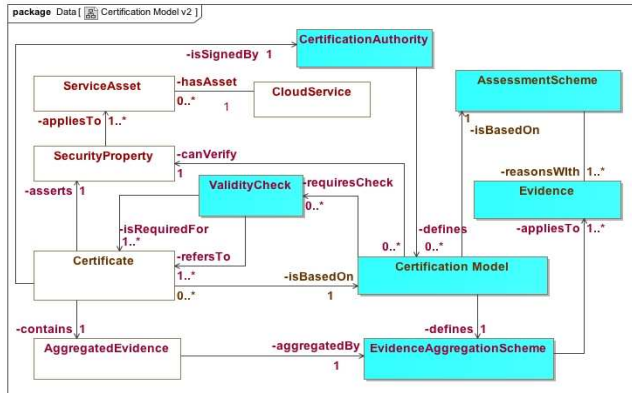 package Data [ Certification Model v2 ]
-isSignedBy 1
CertificationAuthority
ServiceAsset
-hasAsset
0..*
1
CloudService
AssessmentScheme
1
-isBasedOn
-appliesTo 1..*
SecurityProperty
-canVerify
1
-reasonsWIth 1..*
Evidence
-asserts 1
ValidityCheck
-requiresCheck
0..*
-appliesTo 1..*
-isRequiredFor
1..*
-defines
0..*
0..*
Certificate
-refersTo
1..*
0..*
-isBasedOn
1
Certification Model
-contains 1
-defines 1
AggregatedEvidence
-aggregatedBy
1
EvidenceAggregationScheme